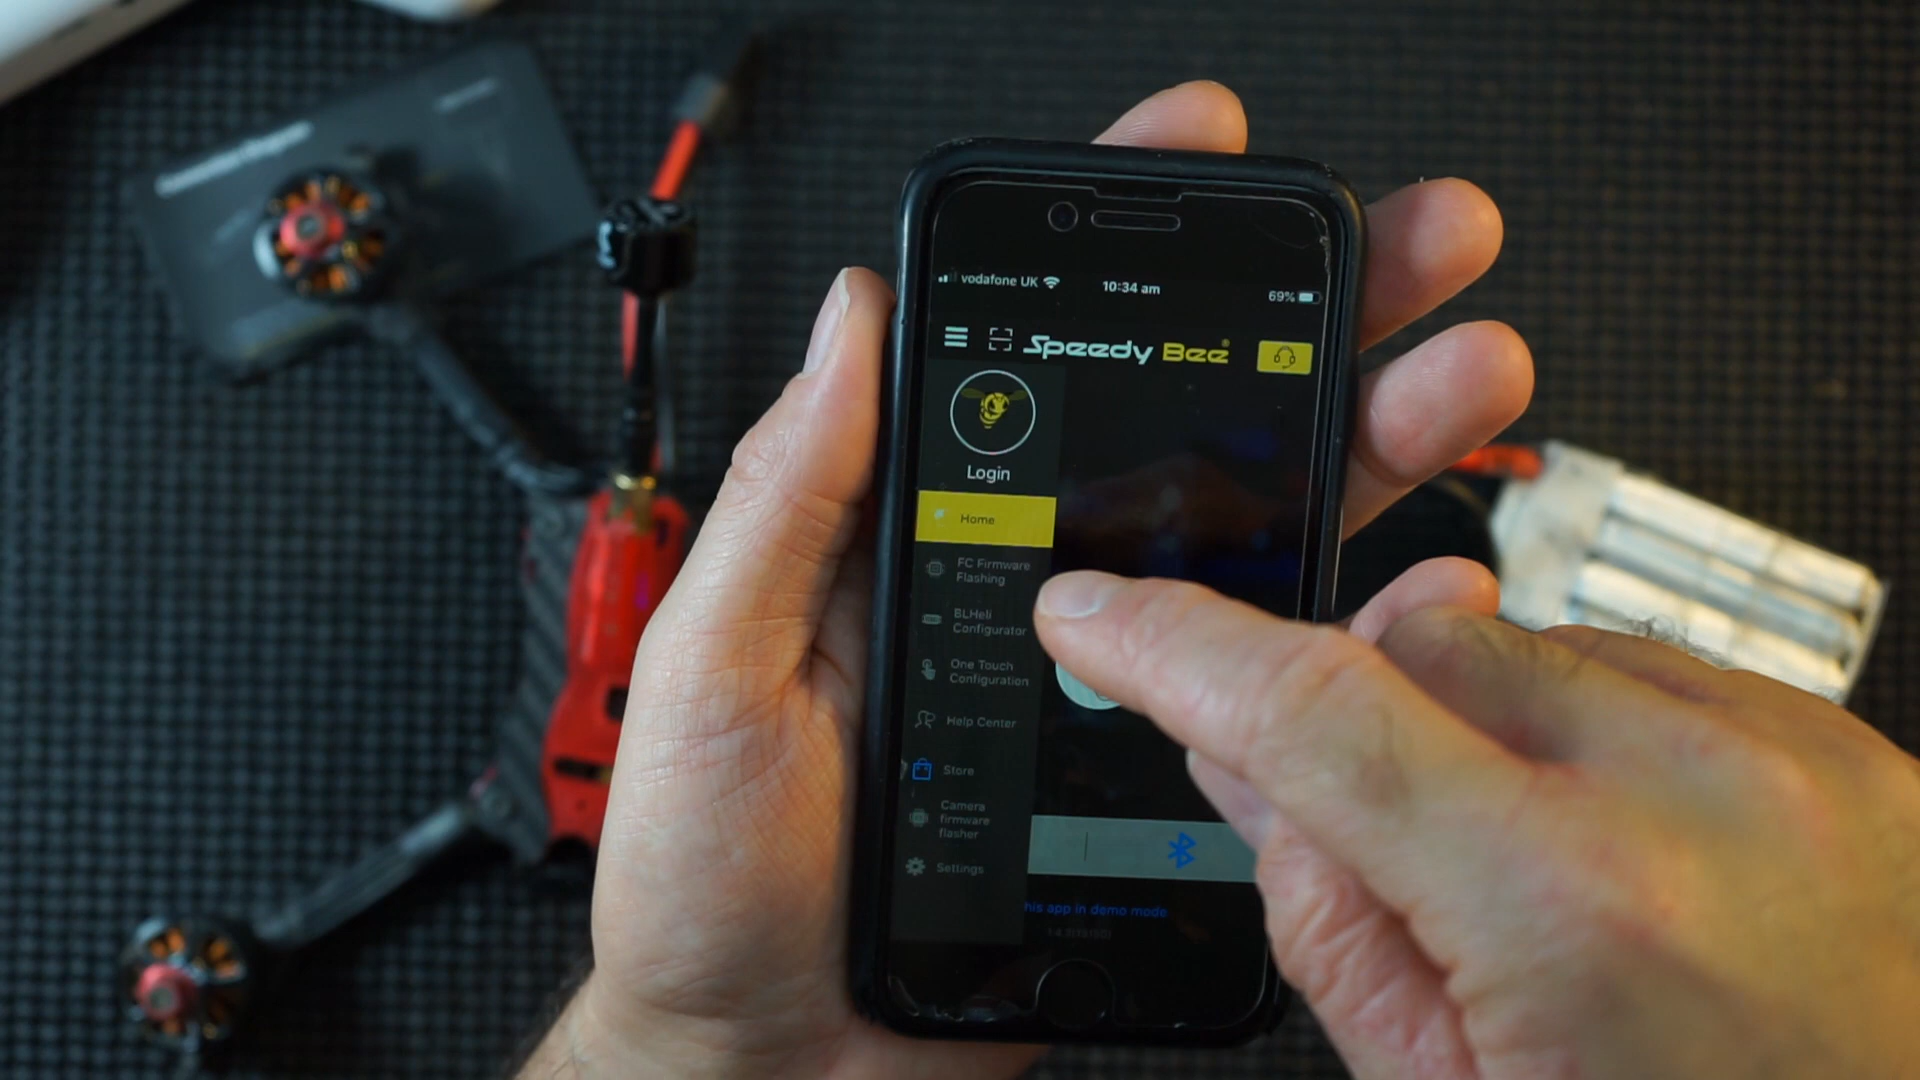 vodafone UK
10:34 am
69%
Speedy Bee®
Login
Home
FC Firmware
Flashing
BLHeli
Configurator
One Touch
Configuration
Help Center
Store
Camera
firmware
flasher
Settings
his app in demo mode